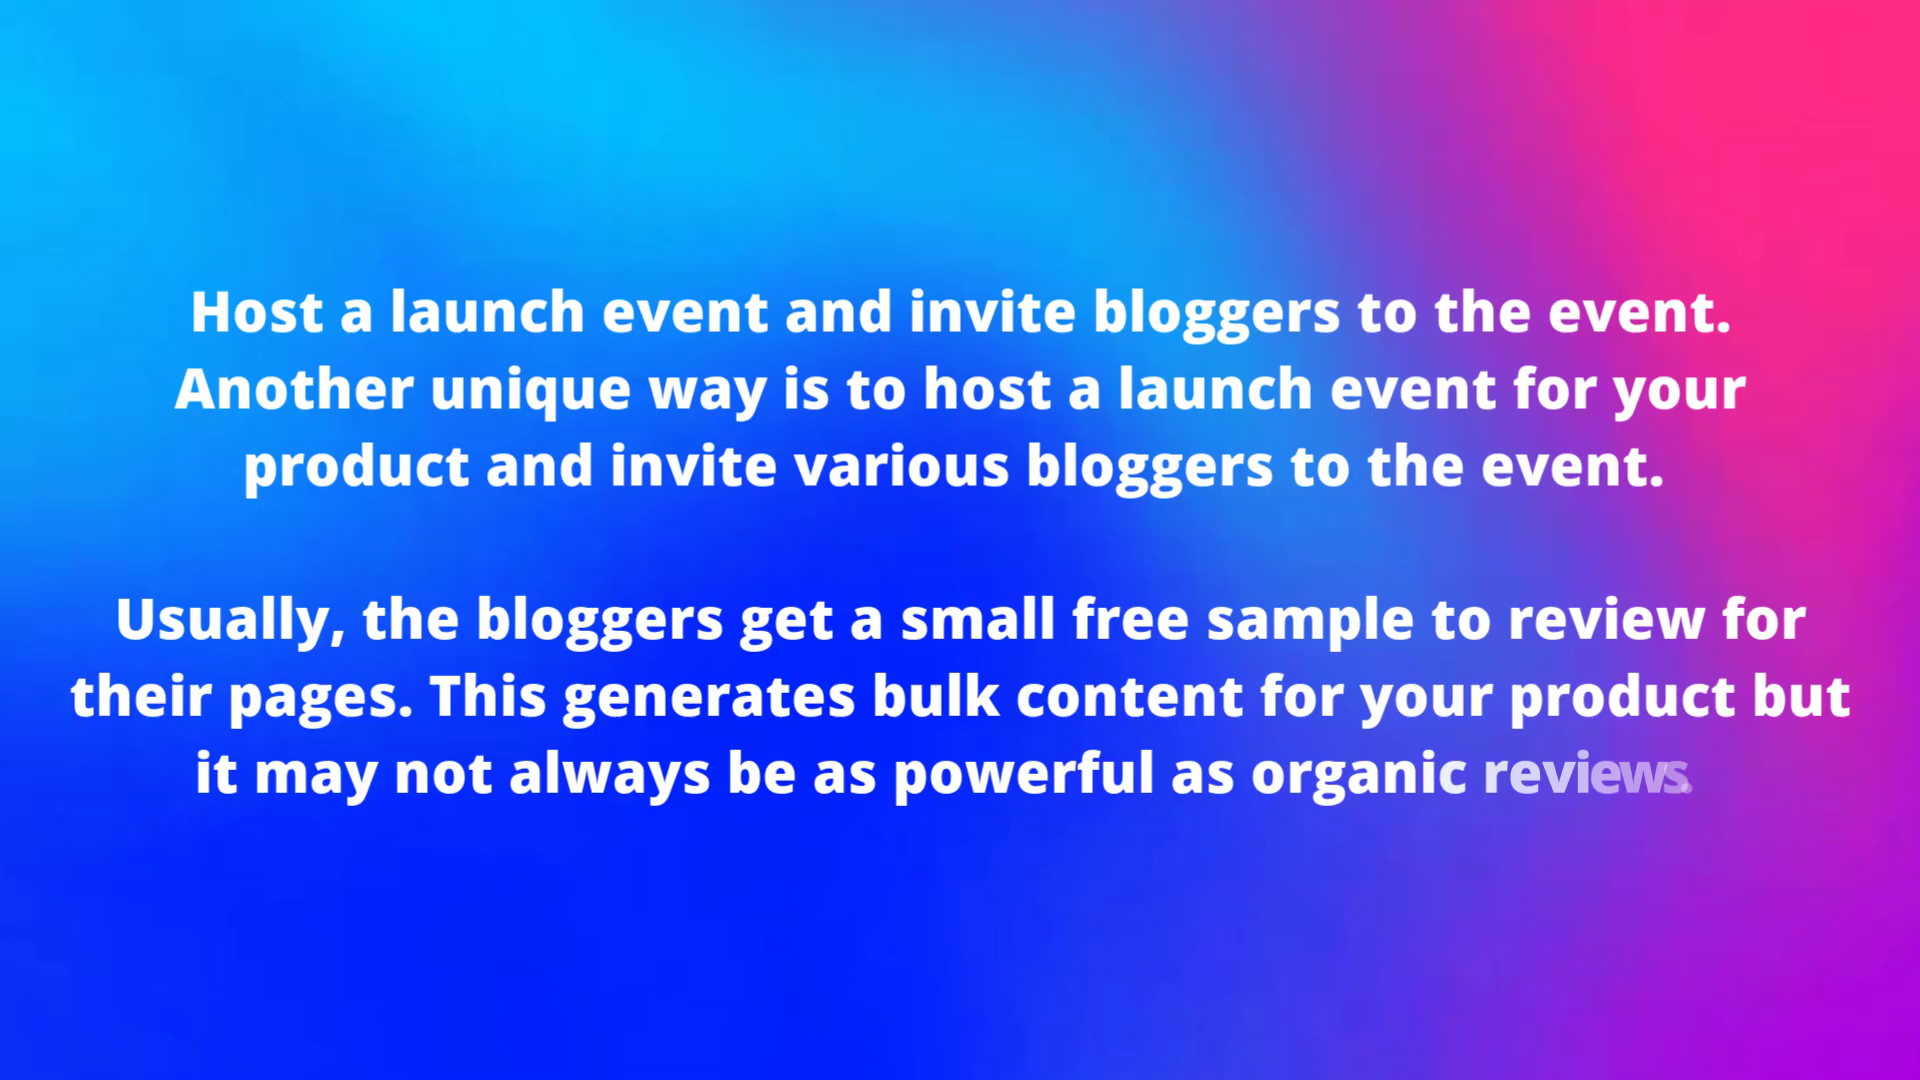 Host a launch event and invite bloggers to the event.
Another unique way is to host a launch event for your
product and invite various bloggers to the event.
Usually, the bloggers get a small free sample to review for
their pages. This generates bulk content for your product but
it may not always be as powerful as organic reviews.